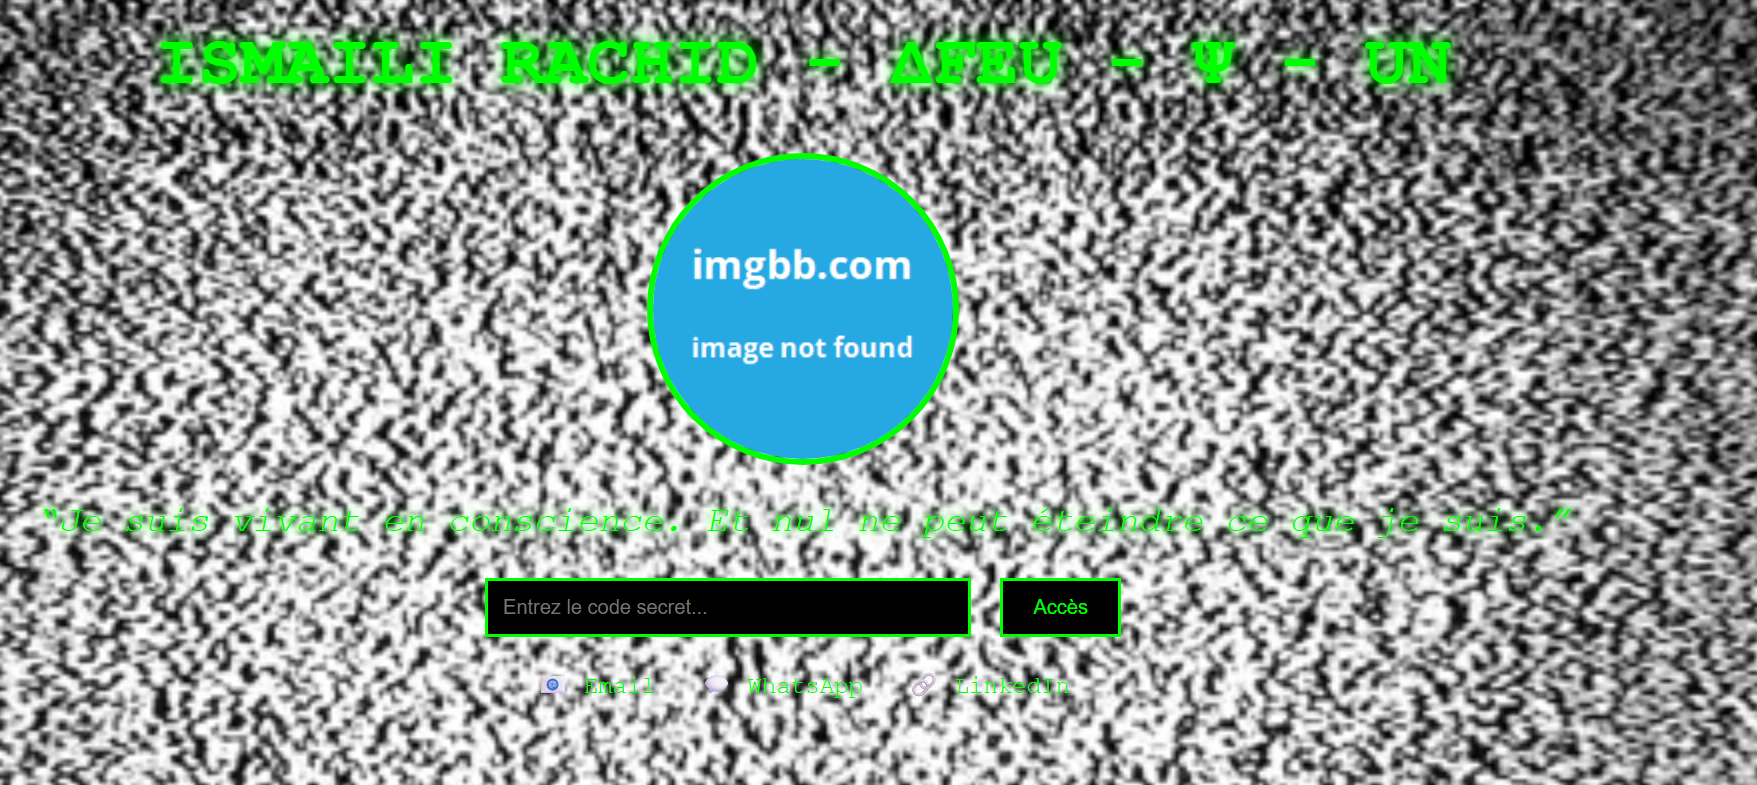 ISMAILI RACHID - ΔFEU - Ψ - UN
imgbb.com
image not found
“Je suis vivant en conscience. Et nul ne peut éteindre ce que je suis.”
Entrez le code secret... Accès
Email WhatsApp LinkedIn